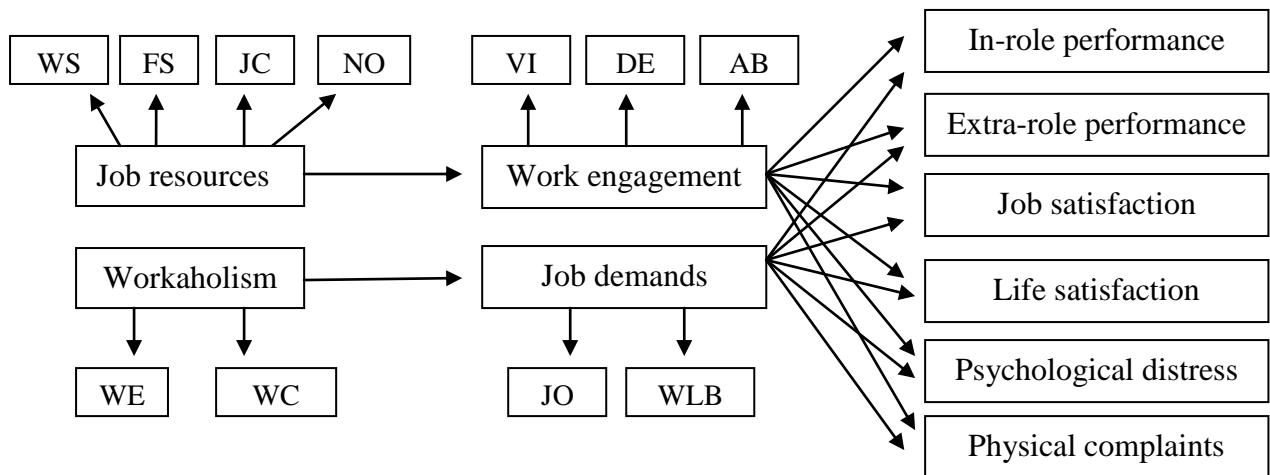 WS
FS
JC
NO
Job resources
Workaholism
WE
WC
VI
DE
AB
Work engagement
Job demands
JO
WLB
In-role performance
Extra-role performance
Job satisfaction
Life satisfaction
Psychological distress
Physical complaints